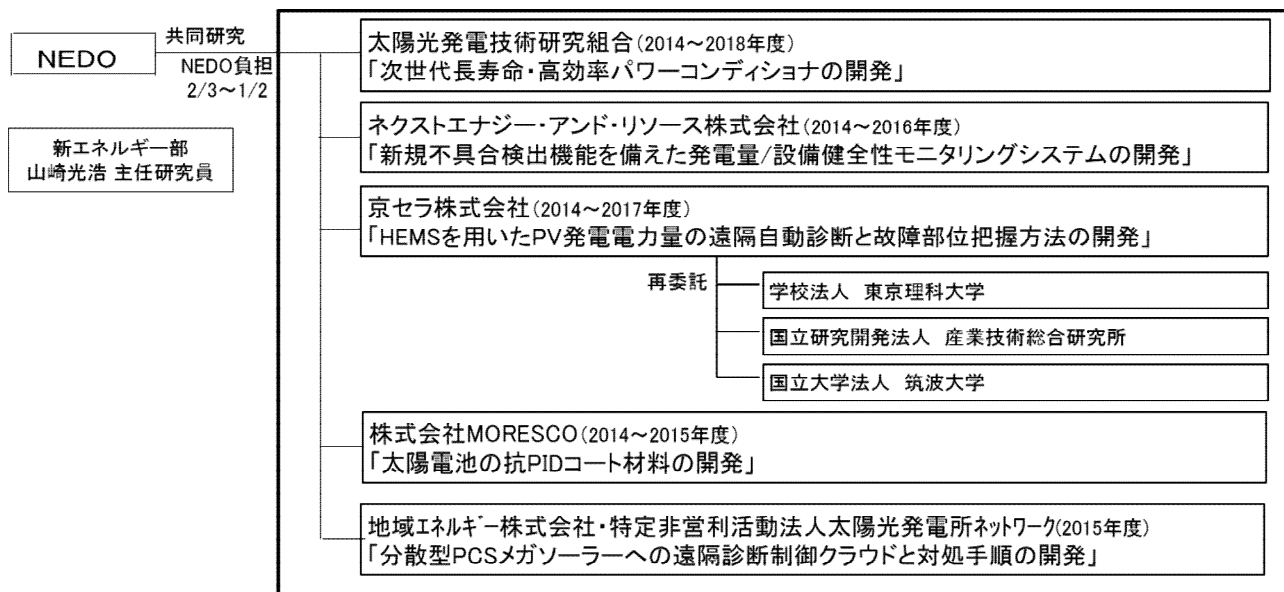 NEDO
共同研究
NEDO負担
2/3～1/2
新エネルギー部
山崎光浩 主任研究員
太陽光発電技術研究組合(2014～2018年度)
「次世代長寿命・高効率パワーコンディショナの開発」
ネクストエナジー・アンド・リソース株式会社(2014～2016年度)
「新規不具合検出機能を備えた発電量/設備健全性モニタリングシステムの開発」
京セラ株式会社(2014～2017年度)
「HEMSを用いたPV発電電力量の遠隔自動診断と故障部位把握方法の開発」
再委託
学校法人 東京理科大学
国立研究開発法人 産業技術総合研究所
国立大学法人 筑波大学
株式会社MORESCO(2014～2015年度)
「太陽電池の抗PIDコート材料の開発」
地域エネルギー株式会社・特定非営利活動法人太陽光発電所ネットワーク(2015年度)
「分散型PCSメガソーラーへの遠隔診断制御クラウドと対処手順の開発」